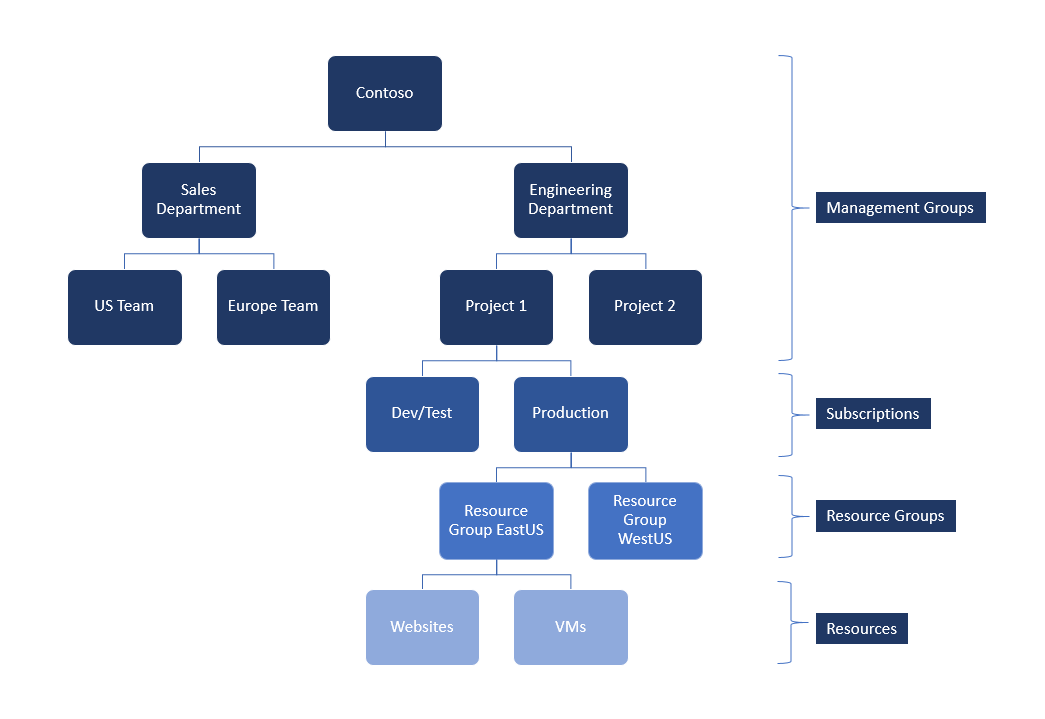 Contoso
Sales
Department
Engineering
Department
Management Groups
US Team
Europe Team
Project 1
Project 2
Dev/Test
Production
Subscriptions
Resource
Group EastUS
Resource
Group
WestUS
Resource Groups
Websites
VMs
Resources